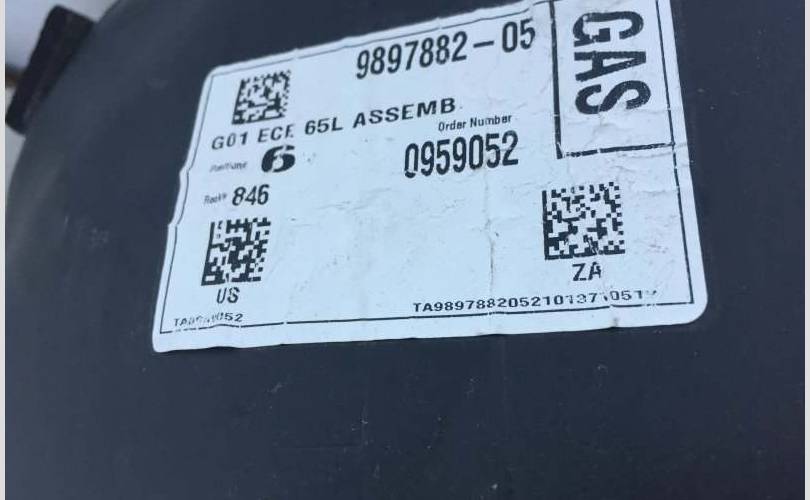 9897882-05
GAS
G01 ECE 65L ASSEMB
Order Number
6
0959052
846
US
ZA